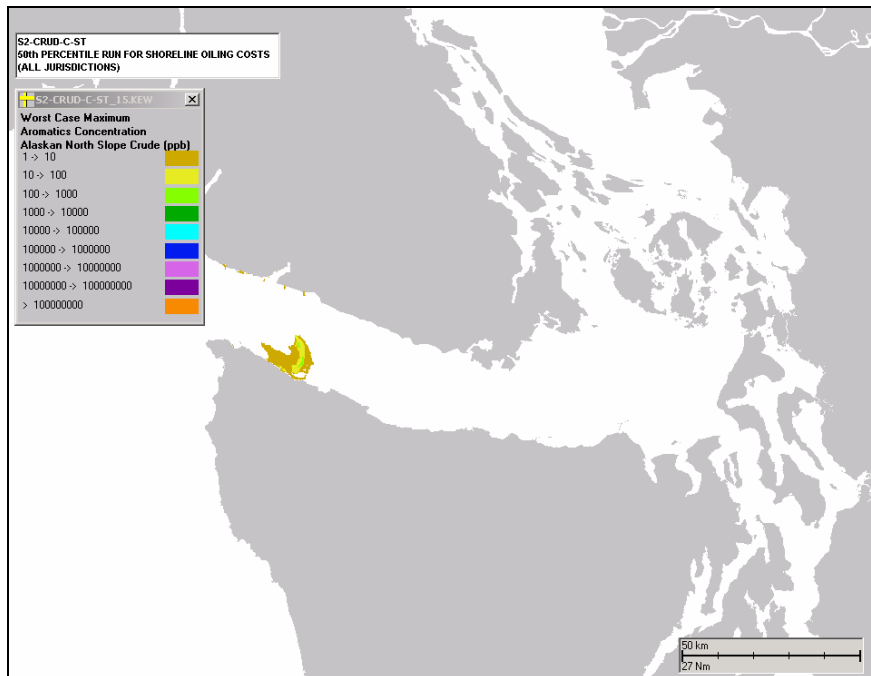 S2-CRUD-C-ST
50th PERCENTILE RUN FOR SHORELINE OILING COSTS
(ALL JURISDICTIONS)
S2-CRUD-C-ST_15.KEW
Worst Case Maximum
Aromatics Concentration
Alaskan North Slope Crude (ppb)
1 -> 10
10 -> 100
100 -> 1000
1000 -> 10000
10000 -> 100000
100000 -> 1000000
1000000 -> 10000000
10000000 -> 100000000
> 100000000
50 km
27 Nm